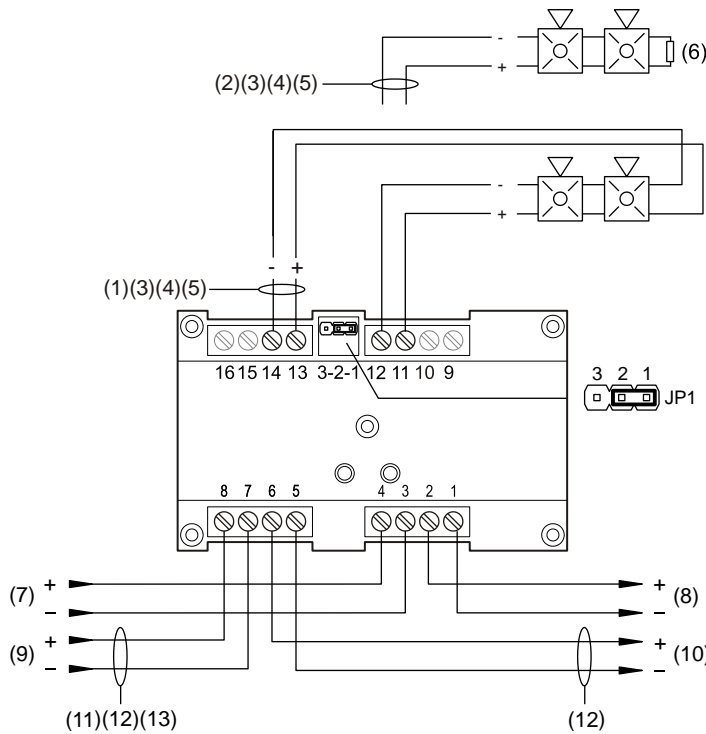 -
(6)
+
(2)(3)(4)(5)
-
+
- +
(1)(3)(4)(5)
16 15 14 13 3-2-1 12 11 10 9
3 2 1
JP1
8 7 6 5 4 3 2 1
(7) + + (8)
- -
(9) + + (10)
- -
(11)(12)(13) (12)